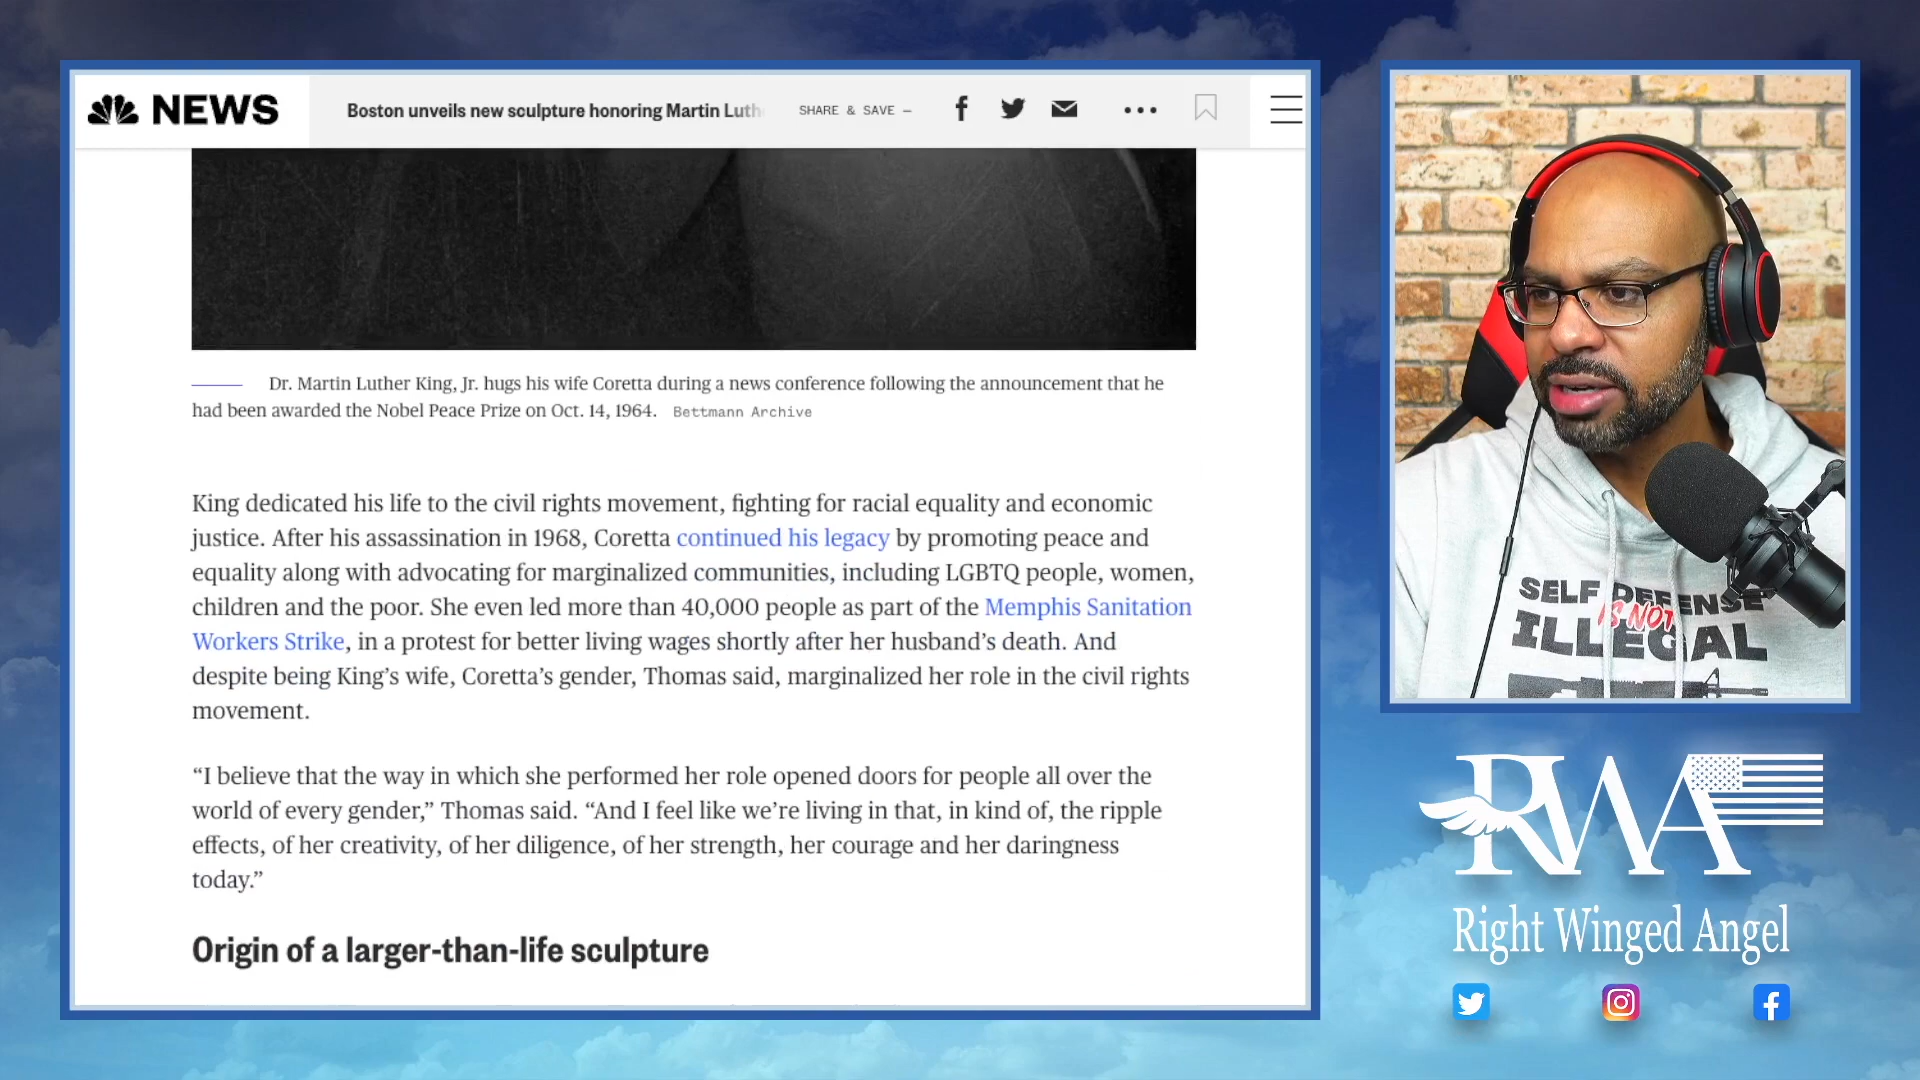 NEWS
Boston unveils new sculpture honoring Martin Luth
SHARE & SAVE —
Dr. Martin Luther King, Jr. hugs his wife Coretta during a news conference following the announcement that he
had been awarded the Nobel Peace Prize on Oct. 14, 1964. Bettmann Archive
King dedicated his life to the civil rights movement, fighting for racial equality and economic
justice. After his assassination in 1968, Coretta continued his legacy by promoting peace and
equality along with advocating for marginalized communities, including LGBTQ people, women,
children and the poor. She even led more than 40,000 people as part of the Memphis Sanitation
Workers Strike, in a protest for better living wages shortly after her husband’s death. And
despite being King’s wife, Coretta’s gender, Thomas said, marginalized her role in the civil rights
movement.
“I believe that the way in which she performed her role opened doors for people all over the
world of every gender,” Thomas said. “And I feel like we’re living in that, in kind of, the ripple
effects, of her creativity, of her diligence, of her strength, her courage and her daringness
today.”
Origin of a larger-than-life sculpture
SELF DEFENSE
IS NOT
ILLEGAL
RWA
Right Winged Angel